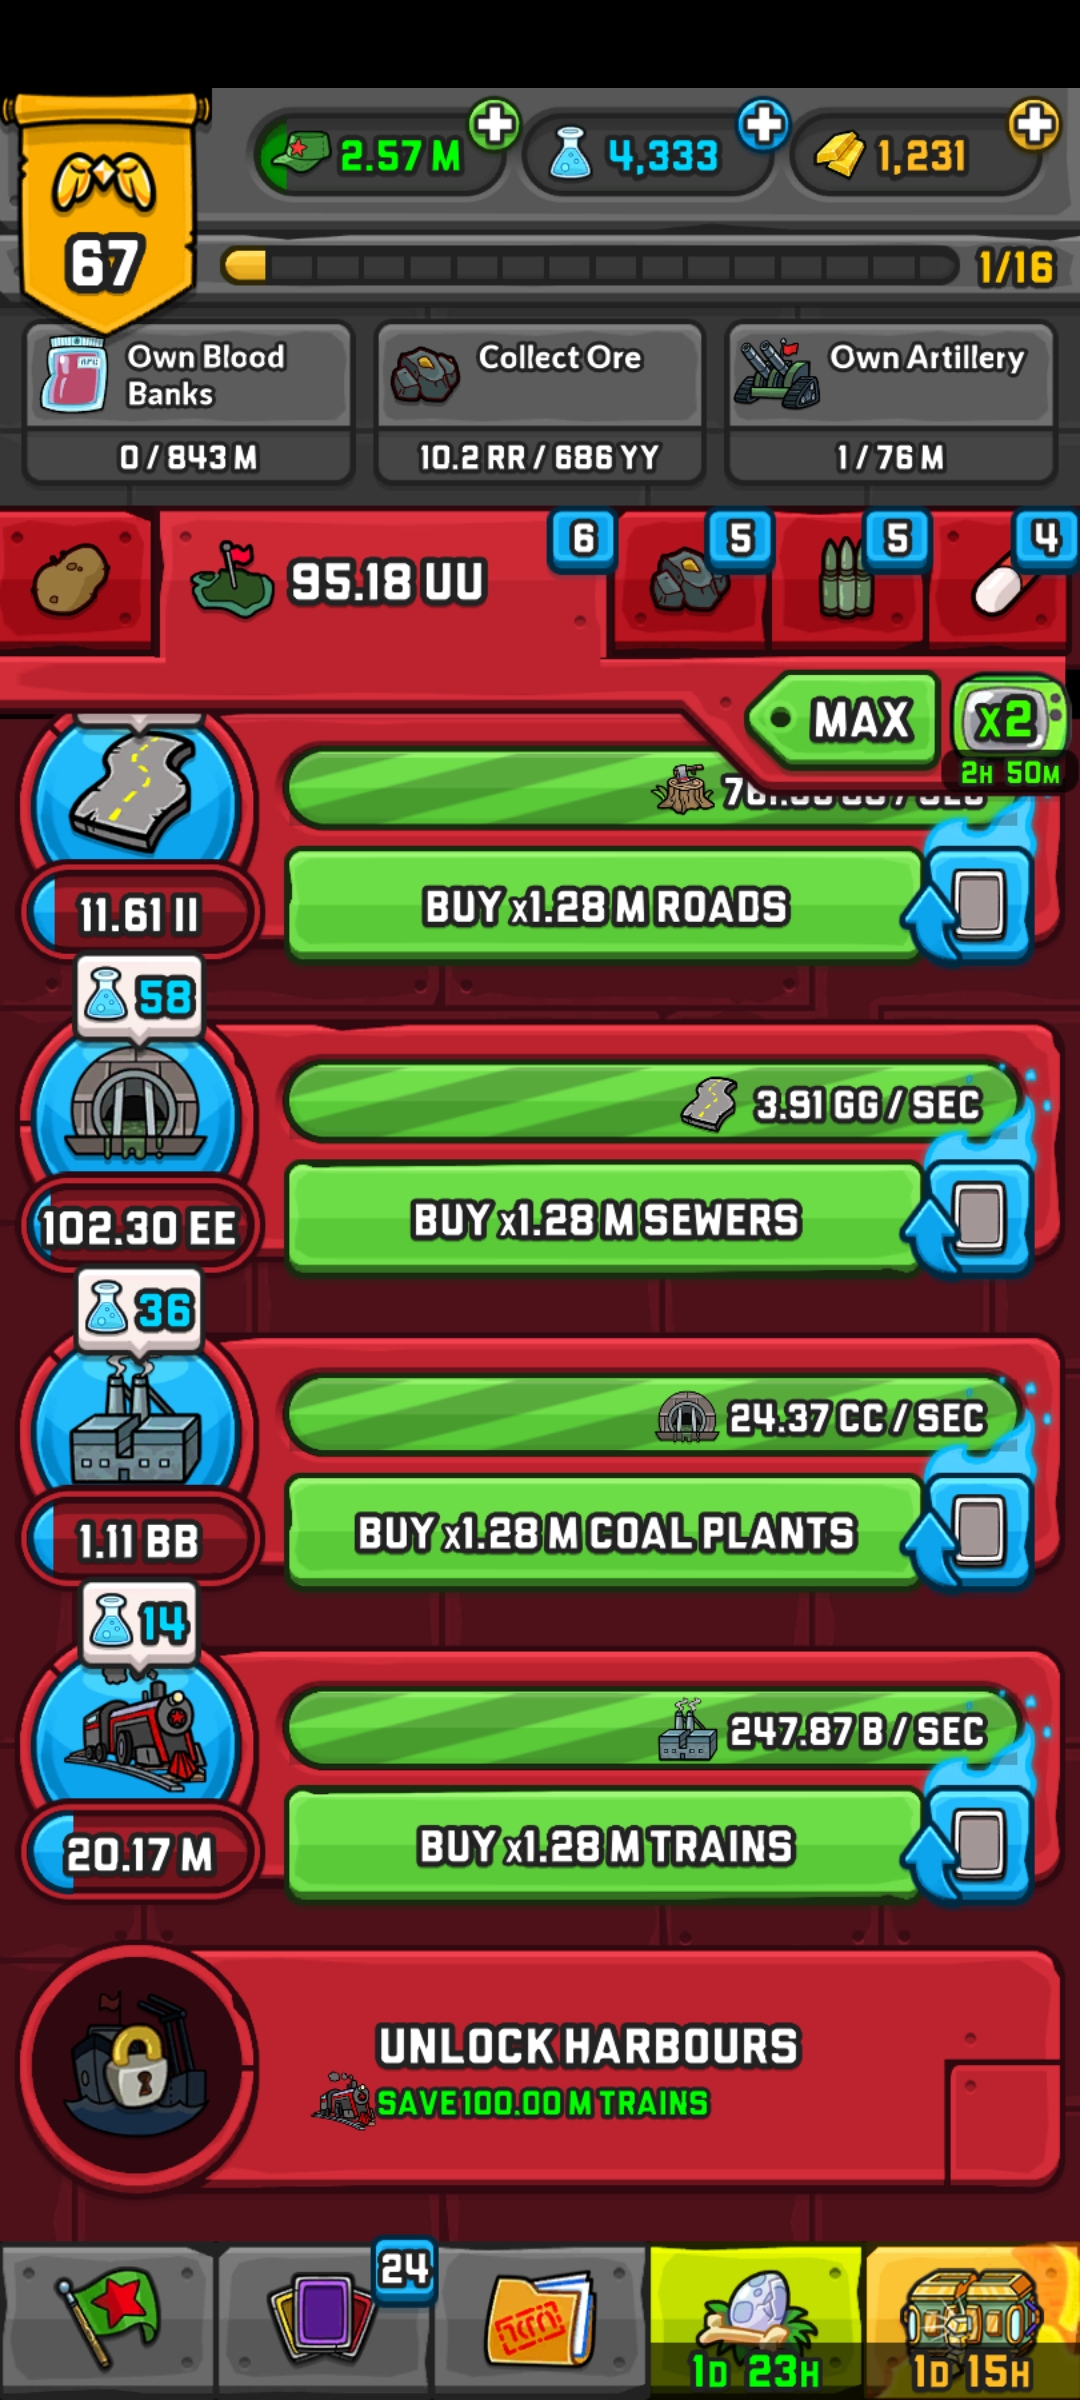 2.57 M
4,333
1,231
67
1/16
Own Blood
Banks
0 / 843 M
Collect Ore
10.2 RR / 686 YY
Own Artillery
1 / 76 M
95.18 UU
6
5
5
4
MAX
x2
2H 50M
11.61 II
BUY x1.28 M ROADS
58
3.91 GG / SEC
102.30 EE
BUY x1.28 M SEWERS
36
24.37 CC / SEC
1.11 BB
BUY x1.28 M COAL PLANTS
14
247.87 B / SEC
20.17 M
BUY x1.28 M TRAINS
UNLOCK HARBOURS
SAVE 100.00 M TRAINS
24
1D 23H
1D 15H